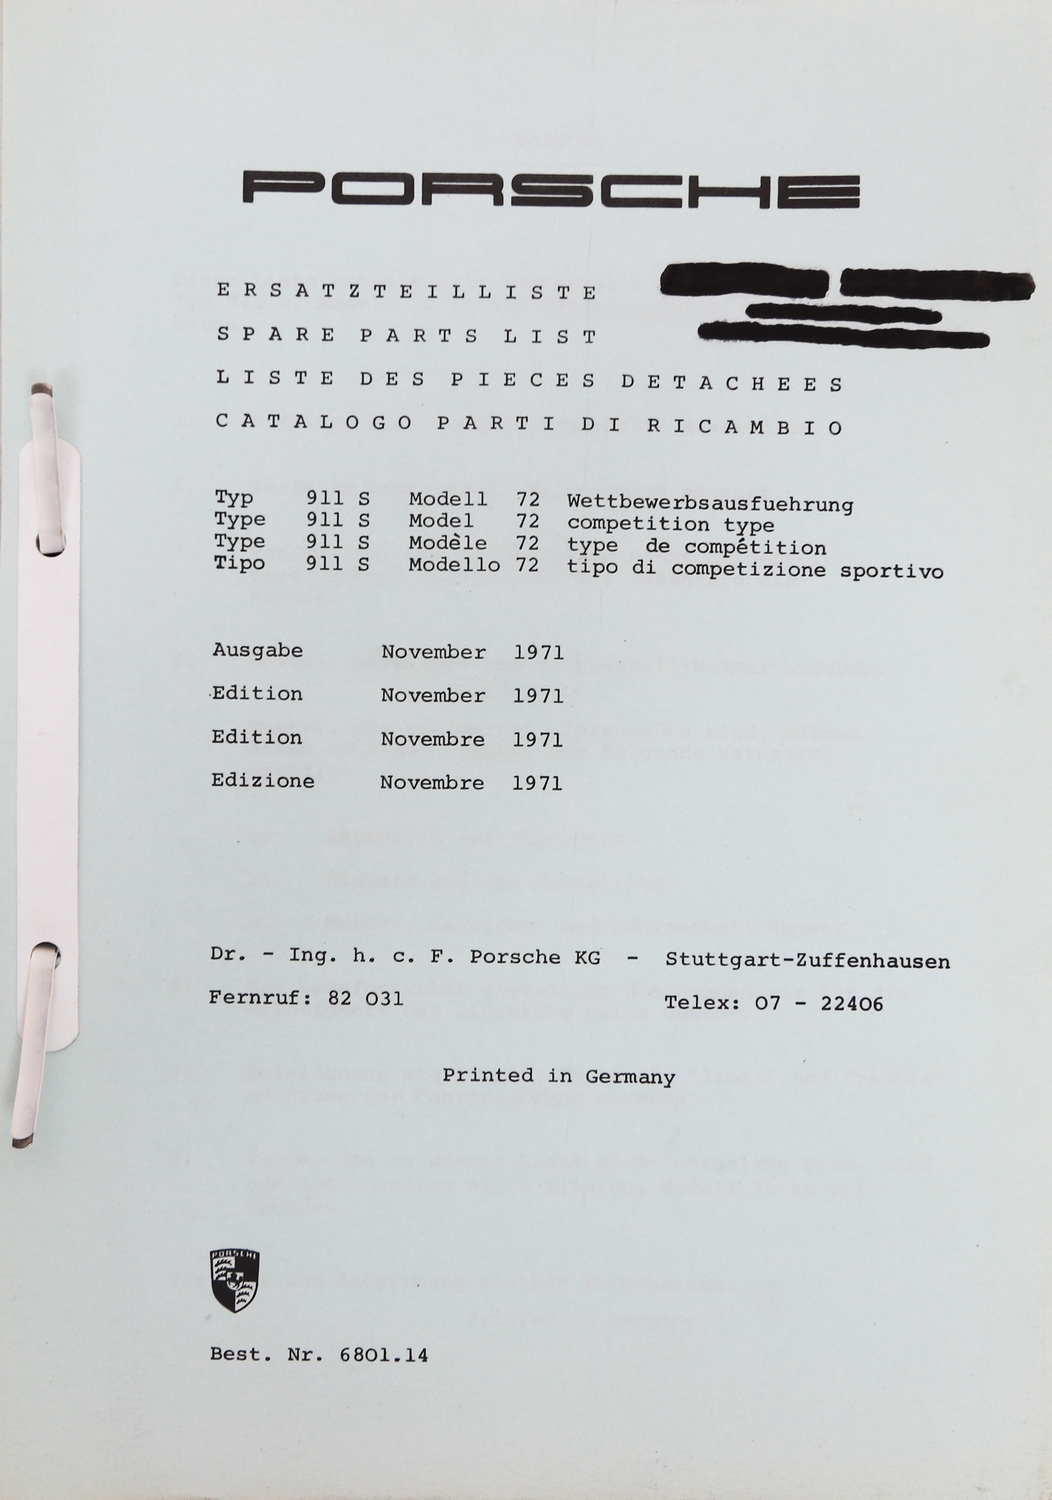 PORSCHE
ERSATZTEILLISTE
SPARE PARTS LIST
LISTE DES PIECES DETACHEES
CATALOGO PARTI DI RICAMBIO
Typ 911 S Modell 72 Wettbewerbsausfuehrung
Type 911 S Model 72 competition type
Type 911 S Modèle 72 type de compétition
Tipo 911 S Modello 72 tipo di competizione sportivo
Ausgabe November 1971
Edition November 1971
Edition Novembre 1971
Edizione Novembre 1971
Dr. - Ing. h. c. F. Porsche KG - Stuttgart-Zuffenhausen
Fernruf: 82 031 Telex: 07 - 22406
Printed in Germany
PORSCHE
Best. Nr. 6801.14